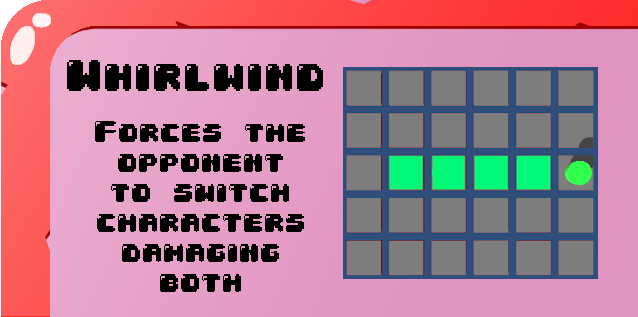 Whirlwind
Forces the
opponent
to switch
characters
damaging
both